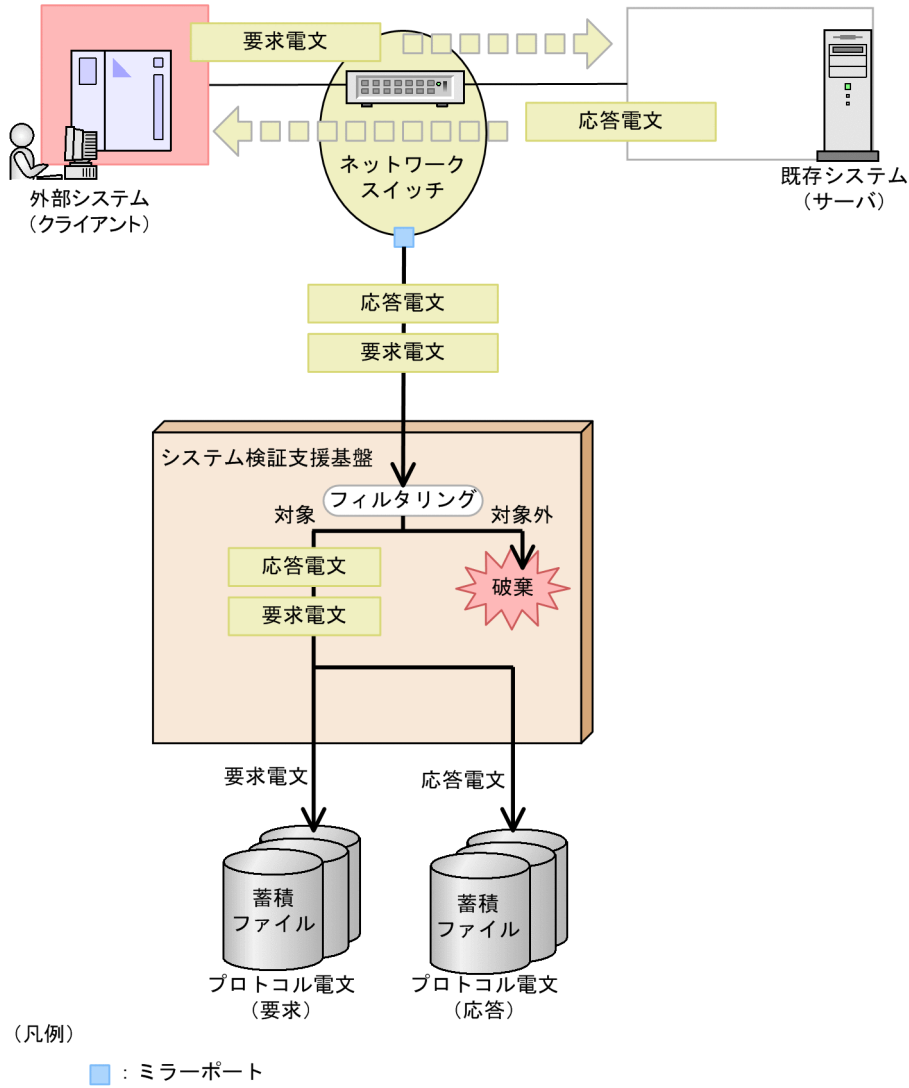 要求電文
応答電文
ネットワーク
スイッチ
外部システム
（クライアント）
既存システム
（サーバ）
応答電文
要求電文
システム検証支援基盤
フィルタリング
対象
対象外
応答電文
破棄
要求電文
要求電文
応答電文
蓄積
ファイル
蓄積
ファイル
プロトコル電文
（要求）
プロトコル電文
（応答）
（凡例）
：ミラーポート